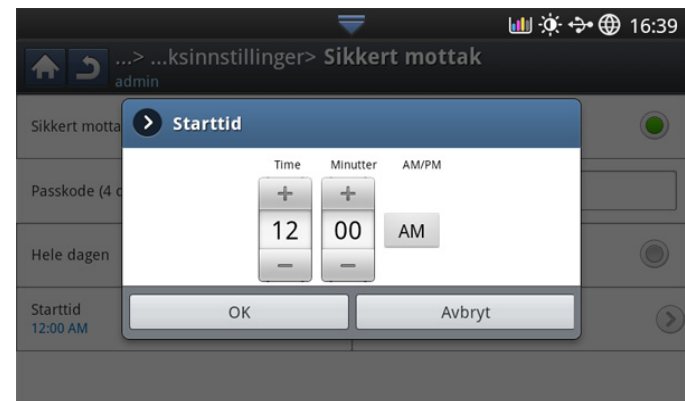 16:39
...> ...ksinnstillinger> Sikkert mottak
admin
Sikkert motta
Starttid
Time Minutter AM/PM
Passkode (4
+ +
12 00 AM
− −
Hele dagen
Starttid
12:00 AM
OK Avbryt